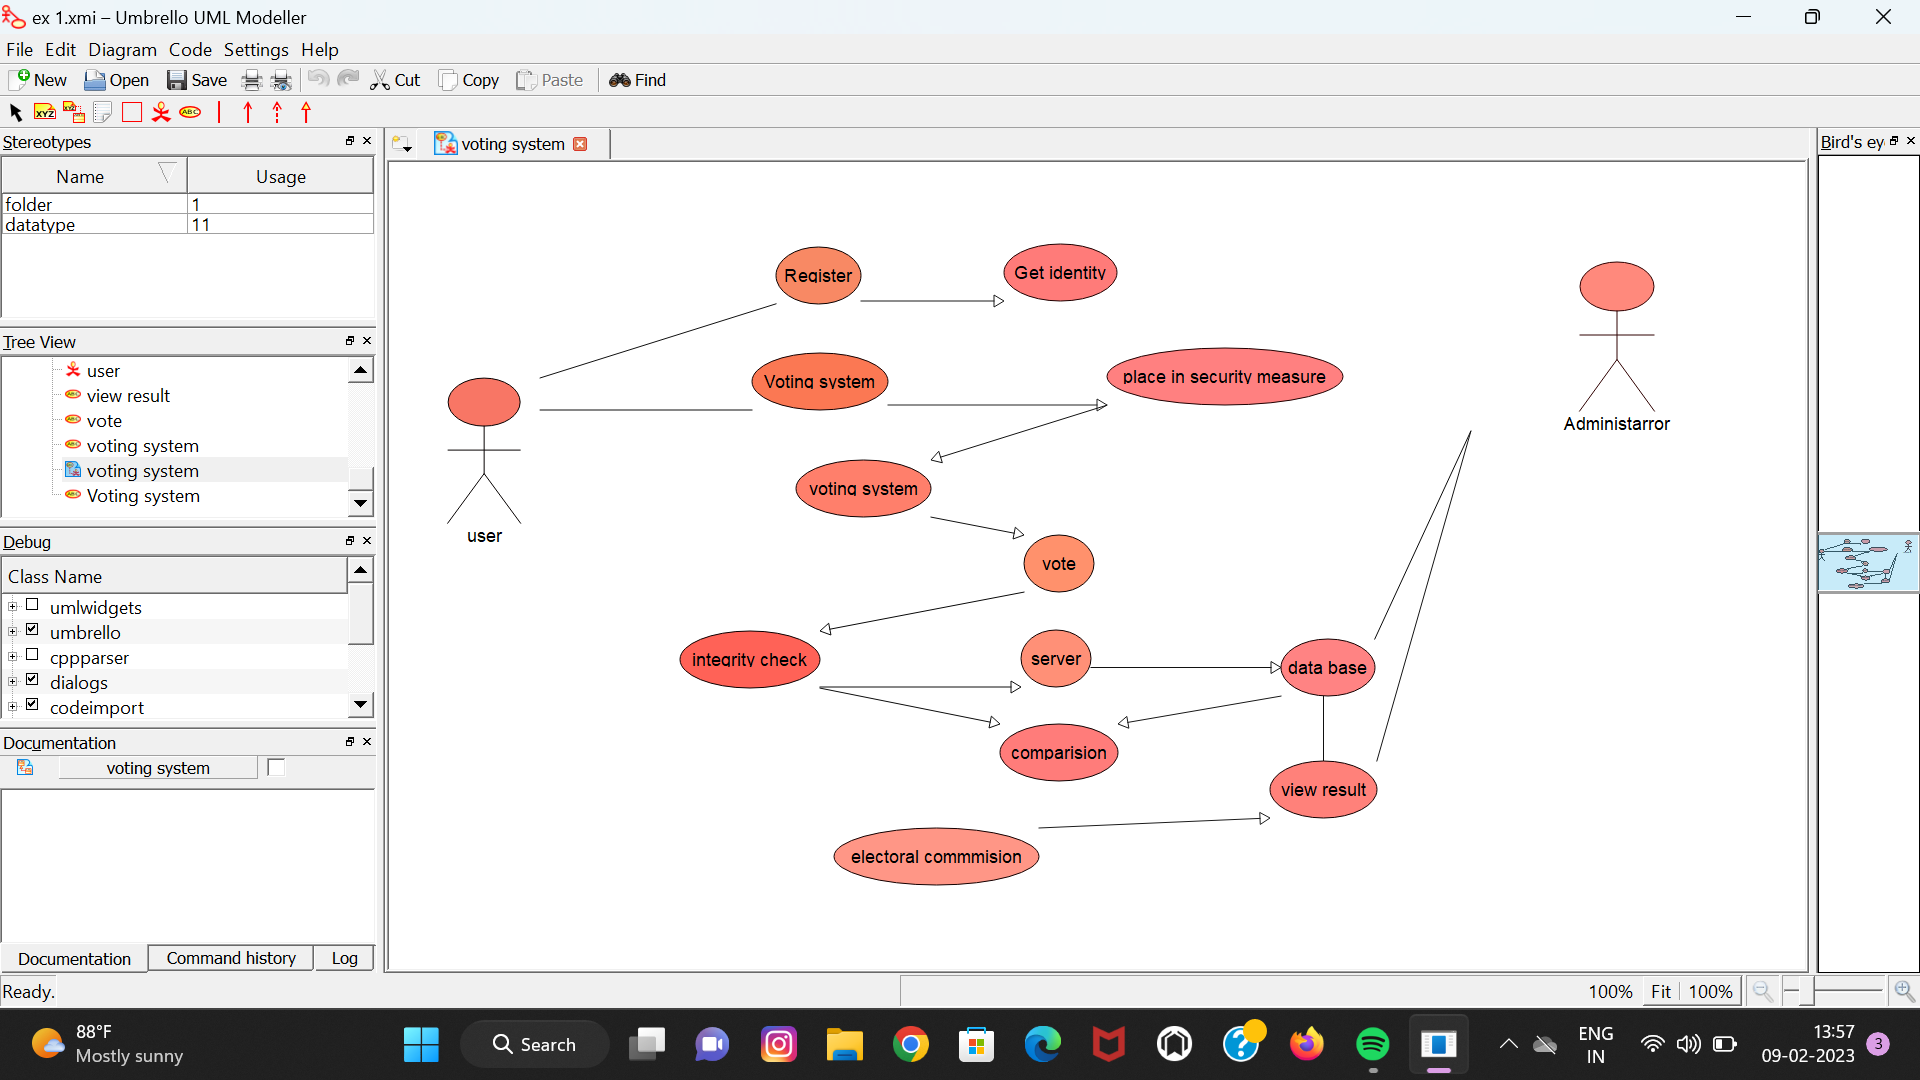 ex 1.xmi – Umbrello UML Modeller
File Edit Diagram Code Settings Help
New Open Save Cut Copy Paste Find
XYZ XYZ ABC
Stereotypes
Name Usage
folder 1
datatype 11
Tree View
user
view result
vote
voting system
voting system
Voting system
Debug
Class Name
umlwidgets
umbrello
cppparser
dialogs
codeimport
Documentation
voting system
Documentation Command history Log
Ready.
voting system
Register
Get identity
Voting system
place in security measure
Administarror
voting system
user
vote
integrity check
server
data base
comparision
view result
electoral commmision
Bird's ey
100% Fit 100%
88°F
Mostly sunny
Search
ENG
IN
13:57
09-02-2023
3